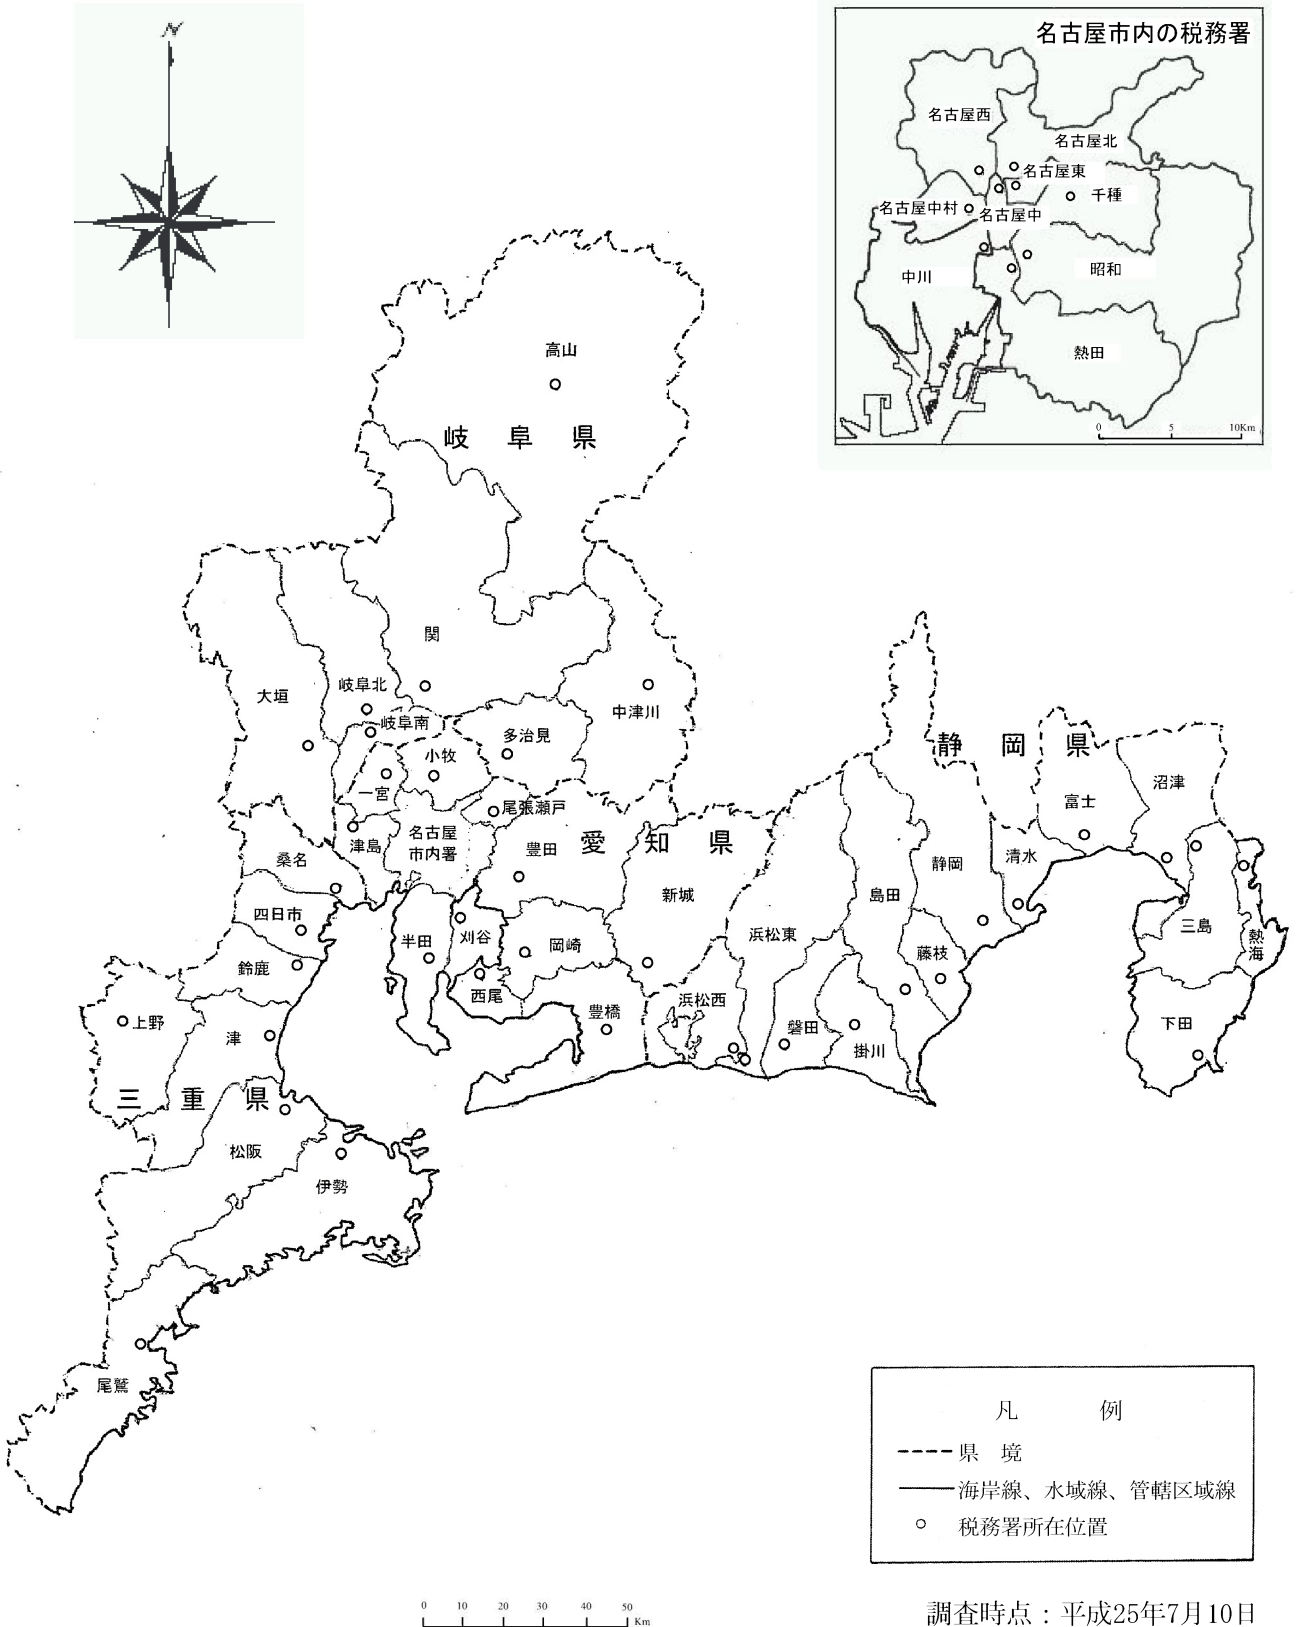 N
名古屋市内の税務署
名古屋西
名古屋北
名古屋東
千種
名古屋中村
名古屋中
中川
昭和
熱田
0 5 10Km
高山
岐 阜 県
関
大垣
岐阜北
岐阜南
中津川
多治見
小牧
一宮
尾張瀬戸
津島
名古屋
市内署
豊田
愛 知 県
新城
静 岡 県
沼津
富士
清水
静岡
島田
浜松東
藤枝
三島
熱
海
下田
桑名
四日市
鈴鹿
半田
刈谷
岡崎
西尾
豊橋
浜松西
磐田
掛川
上野
津
三 重 県
松阪
伊勢
尾鷲
凡 例
県 境
海岸線、水域線、管轄区域線
税務署所在位置
0 10 20 30 40 50
Km
調査時点：平成25年7月10日